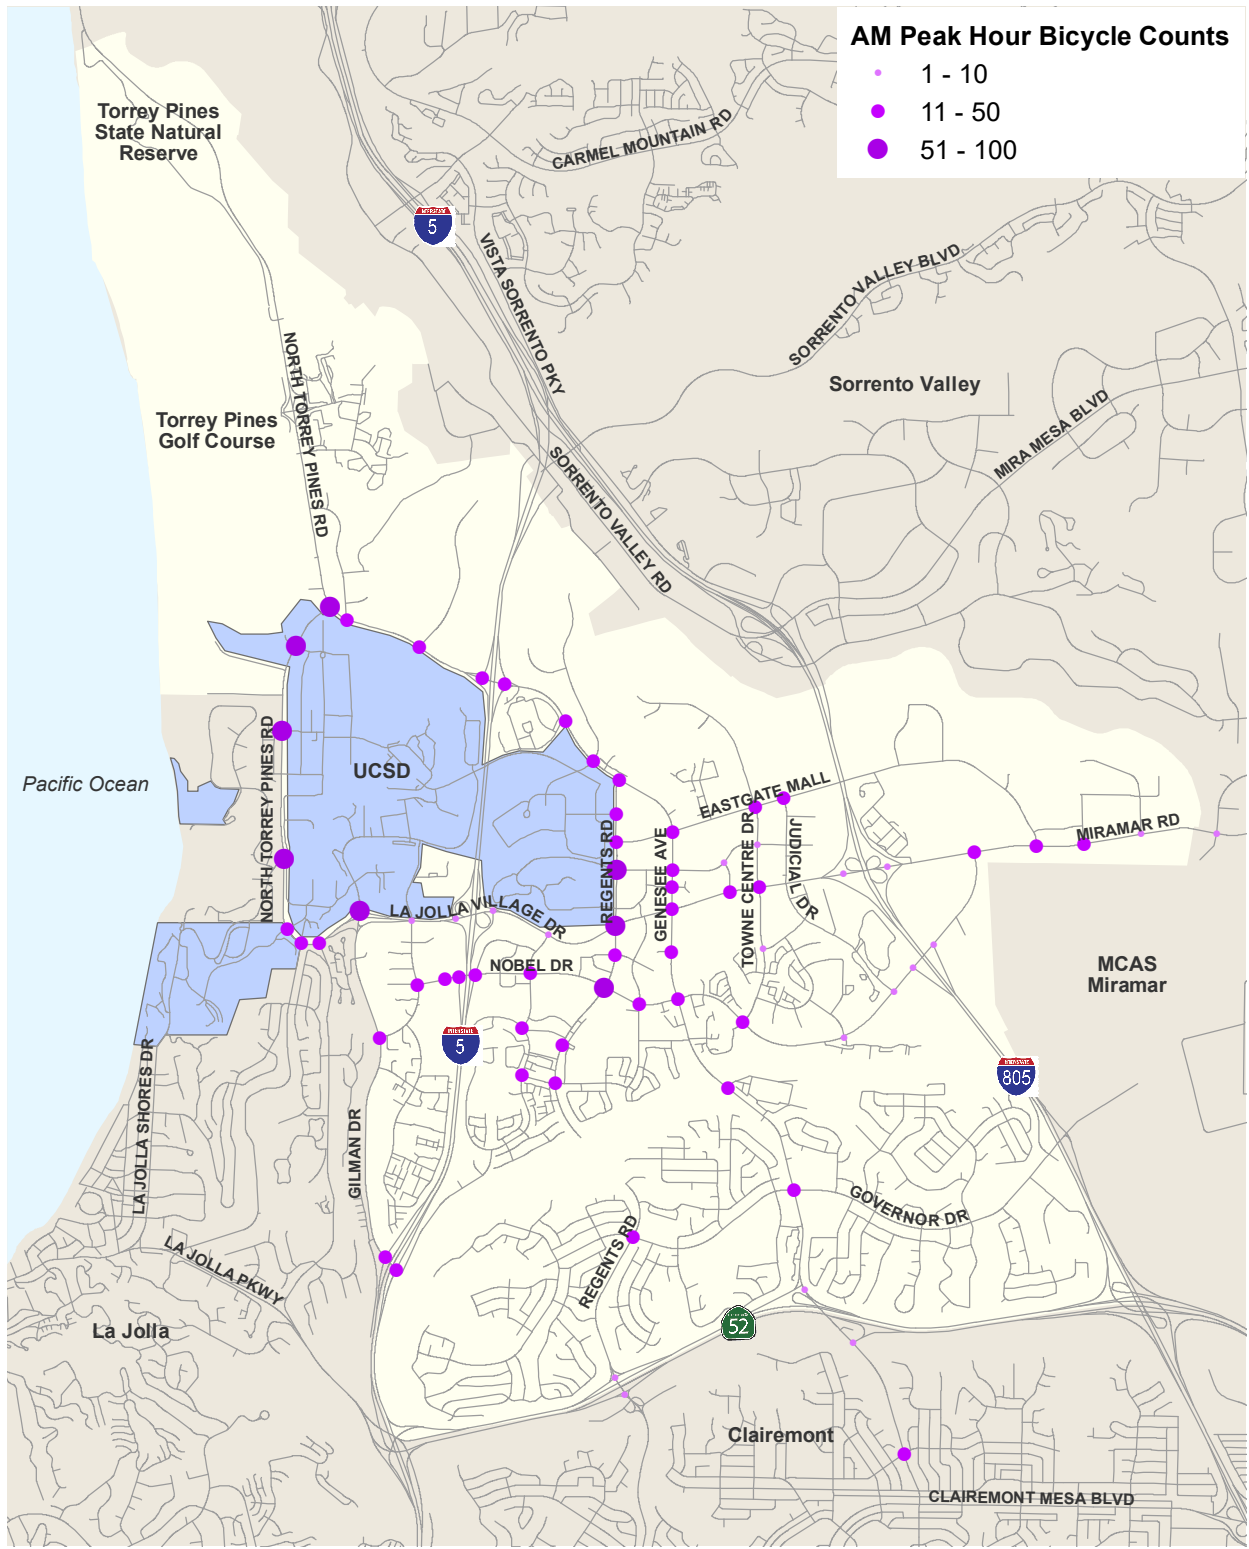 AM Peak Hour Bicycle Counts
1 - 10
11 - 50
51 - 100
Torrey Pines
State Natural
Reserve
CARMEL MOUNTAIN RD
INTERSTATE
5
VISTA SORRENTO PKY
SORRENTO VALLEY BLVD
Sorrento Valley
NORTH TORREY PINES RD
Torrey Pines
Golf Course
MIRA MESA BLVD
SORRENTO VALLEY RD
NORTH TORREY PINES RD
UCSD
Pacific Ocean
EASTGATE MALL
MIRAMAR RD
REGENTS RD
GENESEE AVE
TOWNE CENTRE DR
JUDICIAL DR
LA JOLLA VILLAGE DR
NOBEL DR
MCAS
Miramar
INTERSTATE
5
INTERSTATE
805
LA JOLLA SHORES DR
GILMAN DR
GOVERNOR DR
REGENTS RD
LA JOLLA PKWY
La Jolla
52
Clairemont
CLAIREMONT MESA BLVD